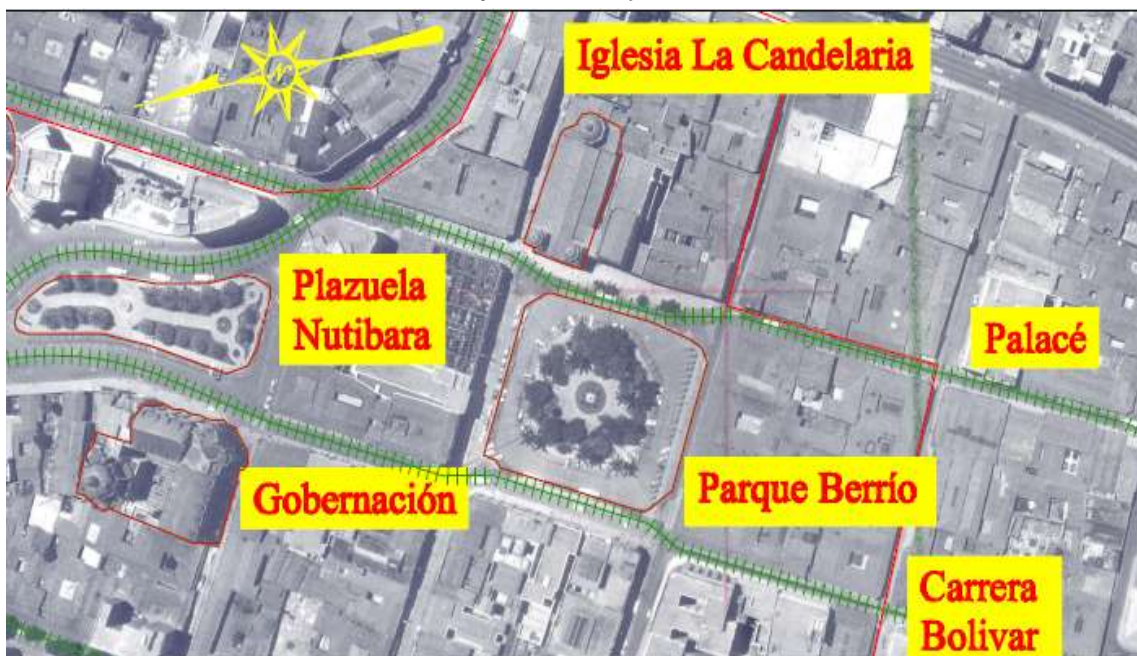 Iglesia La Candelaria
N
Plazuela
Nutibara
Palacé
Gobernación
Parque Berrío
Carrera
Bolivar